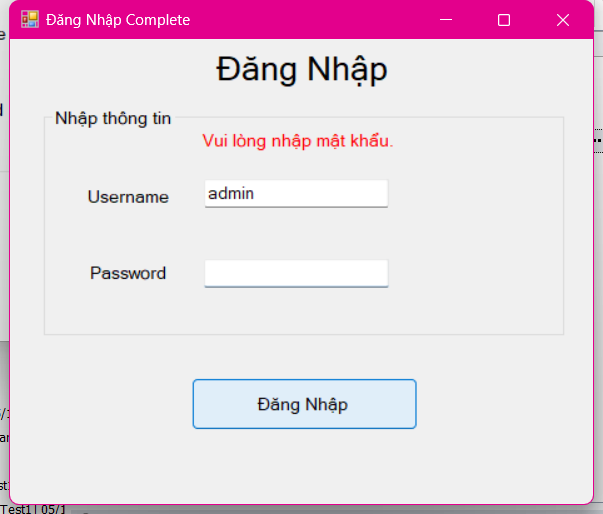 Đăng Nhập Complete
Đăng Nhập
Nhập thông tin
Vui lòng nhập mật khẩu.
Username
admin
Password
Đăng Nhập
Test1| 05/1